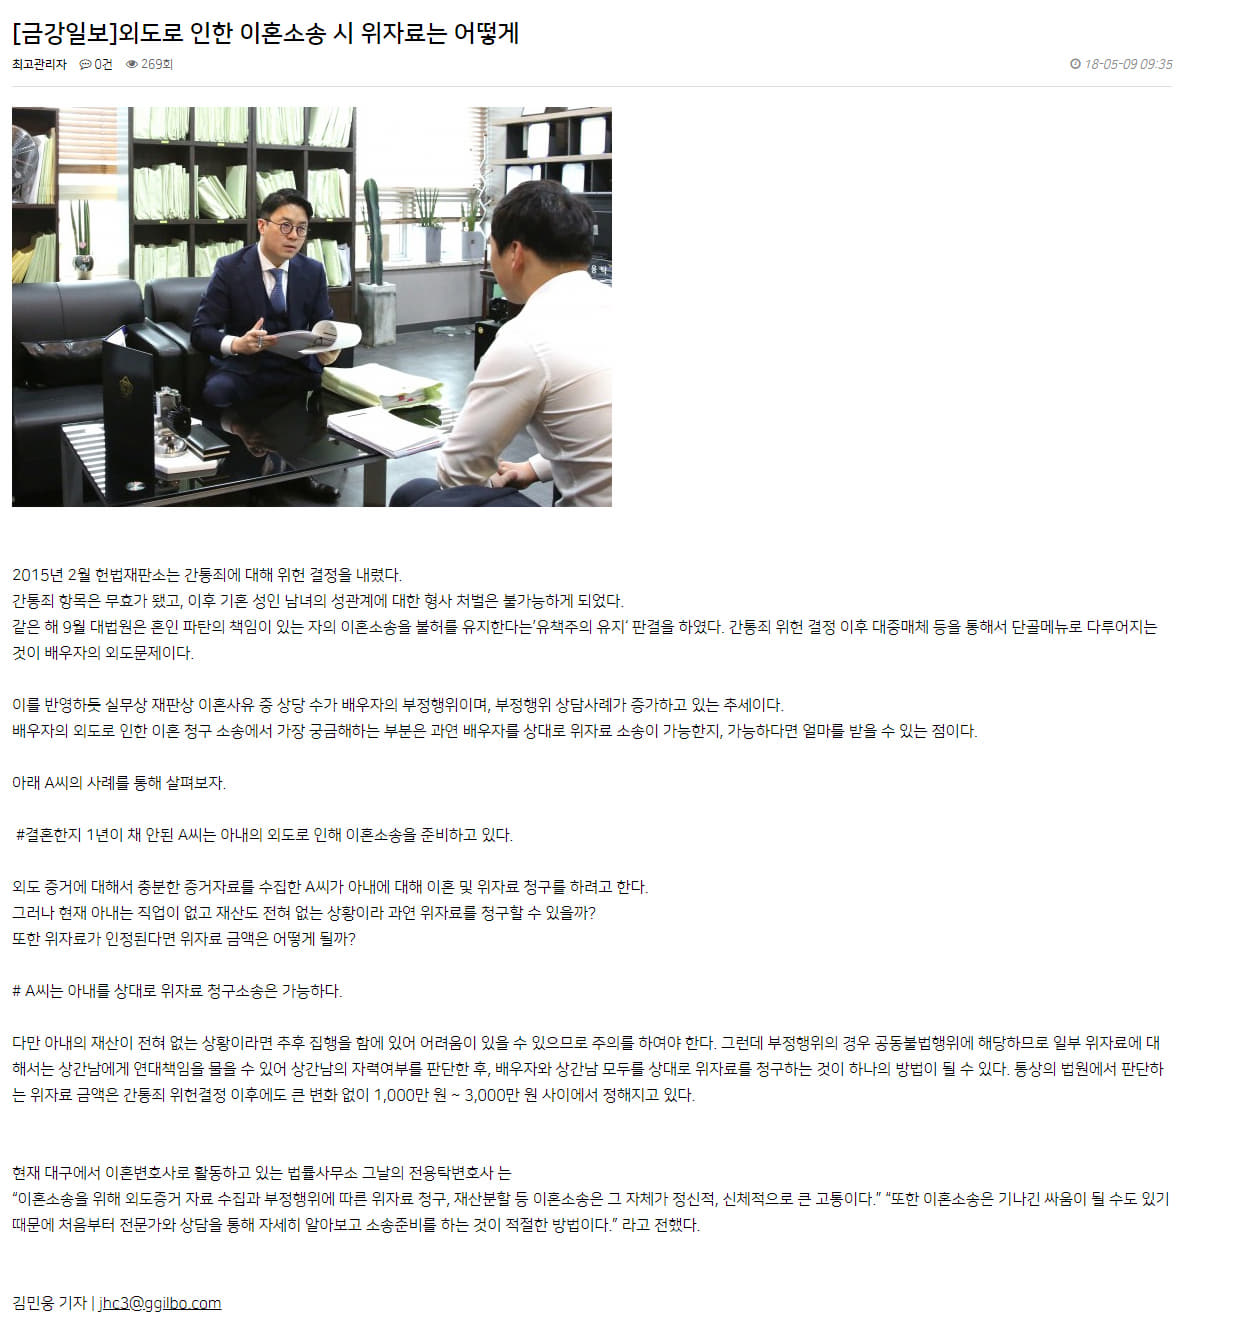 [금강일보]외도로 인한 이혼소송 시 위자료는 어떻게
최고관리자 0건 269회 18-05-09 09:35
용 탁
2015년 2월 헌법재판소는 간통죄에 대해 위헌 결정을 내렸다.
간통죄 항목은 무효가 됐고, 이후 기혼 성인 남녀의 성관계에 대한 형사 처벌은 불가능하게 되었다.
같은 해 9월 대법원은 혼인 파탄의 책임이 있는 자의 이혼소송을 불허를 유지한다는’유책주의 유지‘ 판결을 하였다. 간통죄 위헌 결정 이후 대중매체 등을 통해서 단골메뉴로 다루어지는
것이 배우자의 외도문제이다.
이를 반영하듯 실무상 재판상 이혼사유 중 상당 수가 배우자의 부정행위이며, 부정행위 상담사례가 증가하고 있는 추세이다.
배우자의 외도로 인한 이혼 청구 소송에서 가장 궁금해하는 부분은 과연 배우자를 상대로 위자료 소송이 가능한지, 가능하다면 얼마를 받을 수 있는 점이다.
아래 A씨의 사례를 통해 살펴보자.
#결혼한지 1년이 채 안된 A씨는 아내의 외도로 인해 이혼소송을 준비하고 있다.
외도 증거에 대해서 충분한 증거자료를 수집한 A씨가 아내에 대해 이혼 및 위자료 청구를 하려고 한다.
그러나 현재 아내는 직업이 없고 재산도 전혀 없는 상황이라 과연 위자료를 청구할 수 있을까?
또한 위자료가 인정된다면 위자료 금액은 어떻게 될까?
# A씨는 아내를 상대로 위자료 청구소송은 가능하다.
다만 아내의 재산이 전혀 없는 상황이라면 추후 집행을 함에 있어 어려움이 있을 수 있으므로 주의를 하여야 한다. 그런데 부정행위의 경우 공동불법행위에 해당하므로 일부 위자료에 대
해서는 상간남에게 연대책임을 물을 수 있어 상간남의 자력여부를 판단한 후, 배우자와 상간남 모두를 상대로 위자료를 청구하는 것이 하나의 방법이 될 수 있다. 통상의 법원에서 판단하
는 위자료 금액은 간통죄 위헌결정 이후에도 큰 변화 없이 1,000만 원 ~ 3,000만 원 사이에서 정해지고 있다.
현재 대구에서 이혼변호사로 활동하고 있는 법률사무소 그날의 전용탁변호사 는
“이혼소송을 위해 외도증거 자료 수집과 부정행위에 따른 위자료 청구, 재산분할 등 이혼소송은 그 자체가 정신적, 신체적으로 큰 고통이다.” “또한 이혼소송은 기나긴 싸움이 될 수도 있기
때문에 처음부터 전문가와 상담을 통해 자세히 알아보고 소송준비를 하는 것이 적절한 방법이다.” 라고 전했다.
김민웅 기자 | jhc3@ggilbo.com